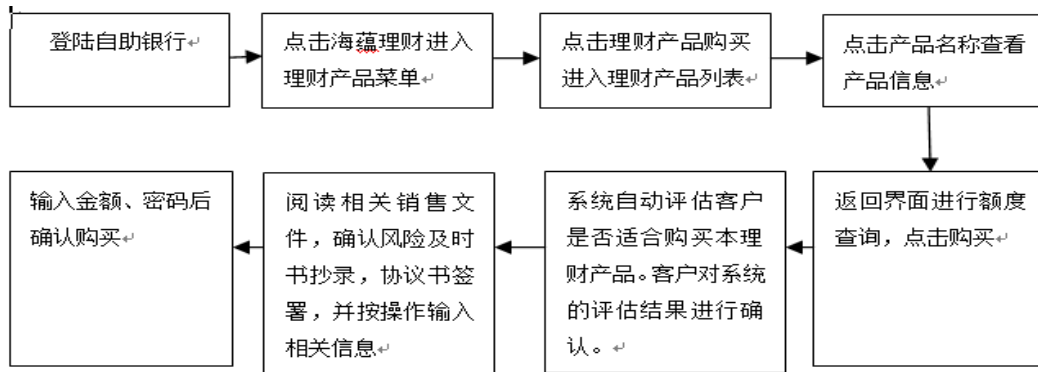 登陆自助银行
点击海蕴理财进入
理财产品菜单
点击理财产品购买
进入理财产品列表
点击产品名称查看
产品信息
返回界面进行额度
查询，点击购买
系统自动评估客户
是否适合购买本理
财产品。客户对系统
的评估结果进行确
认。
阅读相关销售文
件，确认风险及时
书抄录，协议书签
署，并按操作输入
相关信息
输入金额、密码后
确认购买